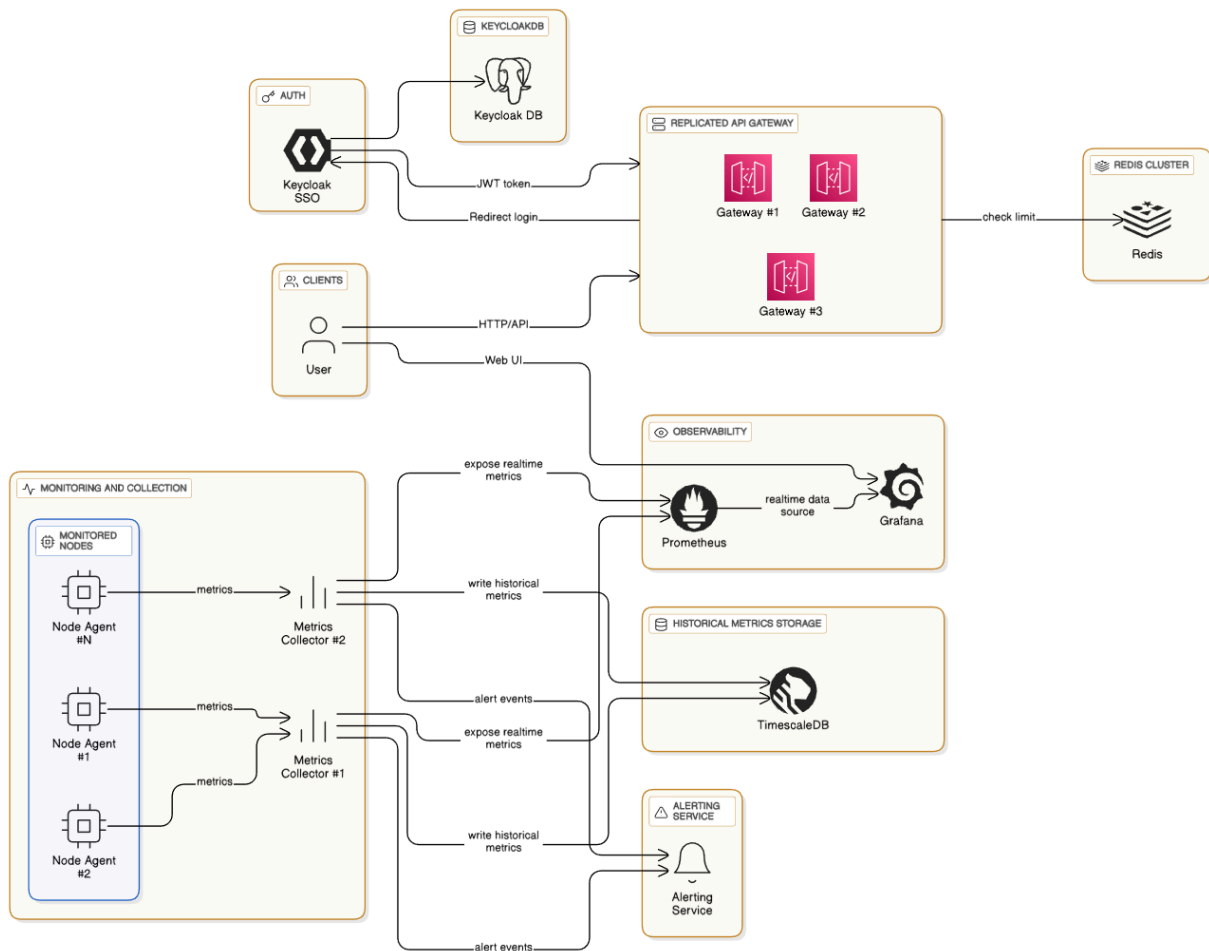 KEYCLOAKDB
Keycloak DB
AUTH
Keycloak
SSO
JWT token
Redirect login
REPLICATED API GATEWAY
Gateway #1
Gateway #2
Gateway #3
check limit
REDIS CLUSTER
Redis
CLIENTS
User
HTTP/API
Web UI
OBSERVABILITY
Prometheus
realtime data
source
Grafana
MONITORING AND COLLECTION
MONITORED
NODES
Node Agent
#N
metrics
Metrics
Collector #2
expose realtime
metrics
write historical
metrics
alert events
Node Agent
#1
metrics
Metrics
Collector #1
expose realtime
metrics
Node Agent
#2
metrics
write historical
metrics
alert events
HISTORICAL METRICS STORAGE
TimescaleDB
ALERTING
SERVICE
Alerting
Service